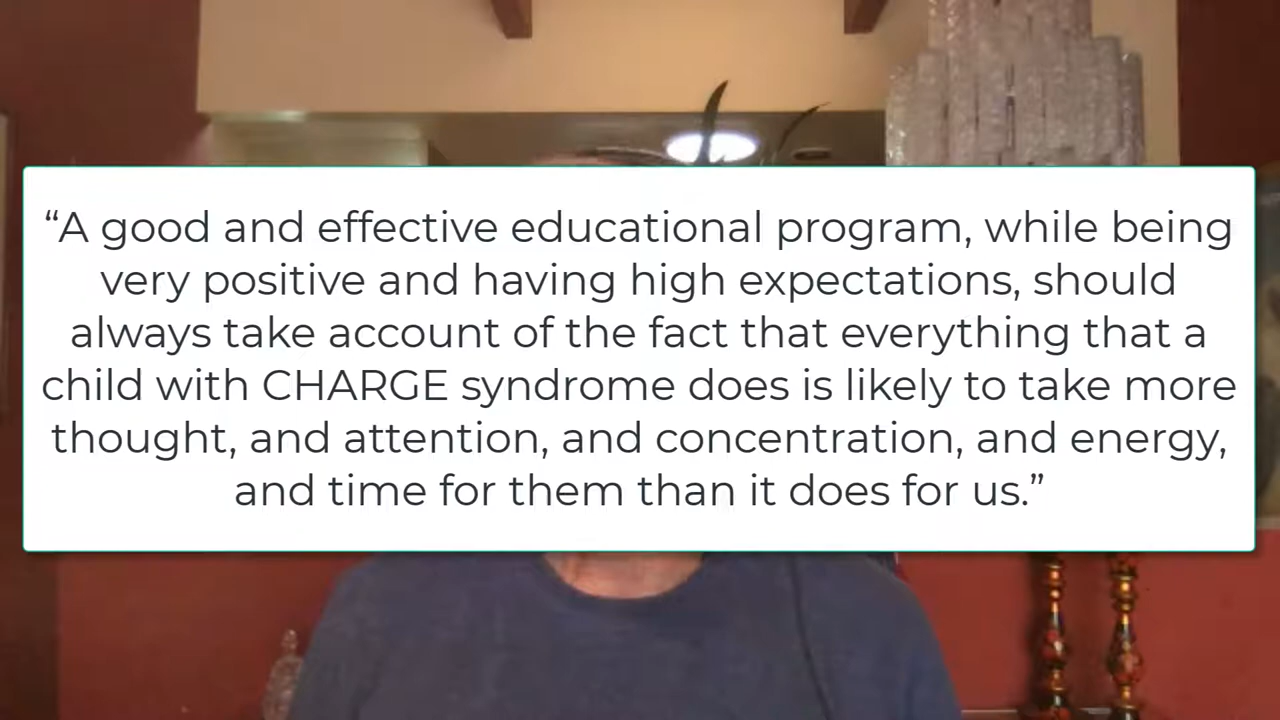 “A good and effective educational program, while being
very positive and having high expectations, should
always take account of the fact that everything that a
child with CHARGE syndrome does is likely to take more
thought, and attention, and concentration, and energy,
and time for them than it does for us.”